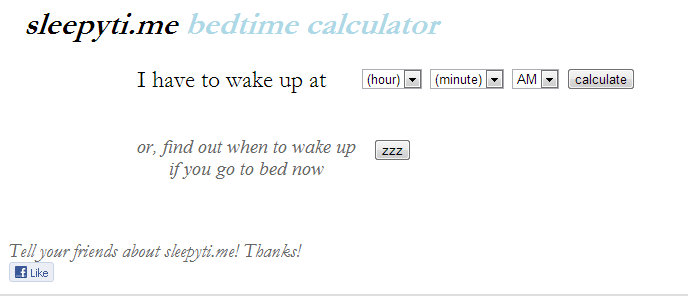 sleepyti.me bedtime calculator
I have to wake up at (hour) (minute) AM calculate
or, find out when to wake up zzz
if you go to bed now
Tell your friends about sleepyti.me! Thanks!
f Like